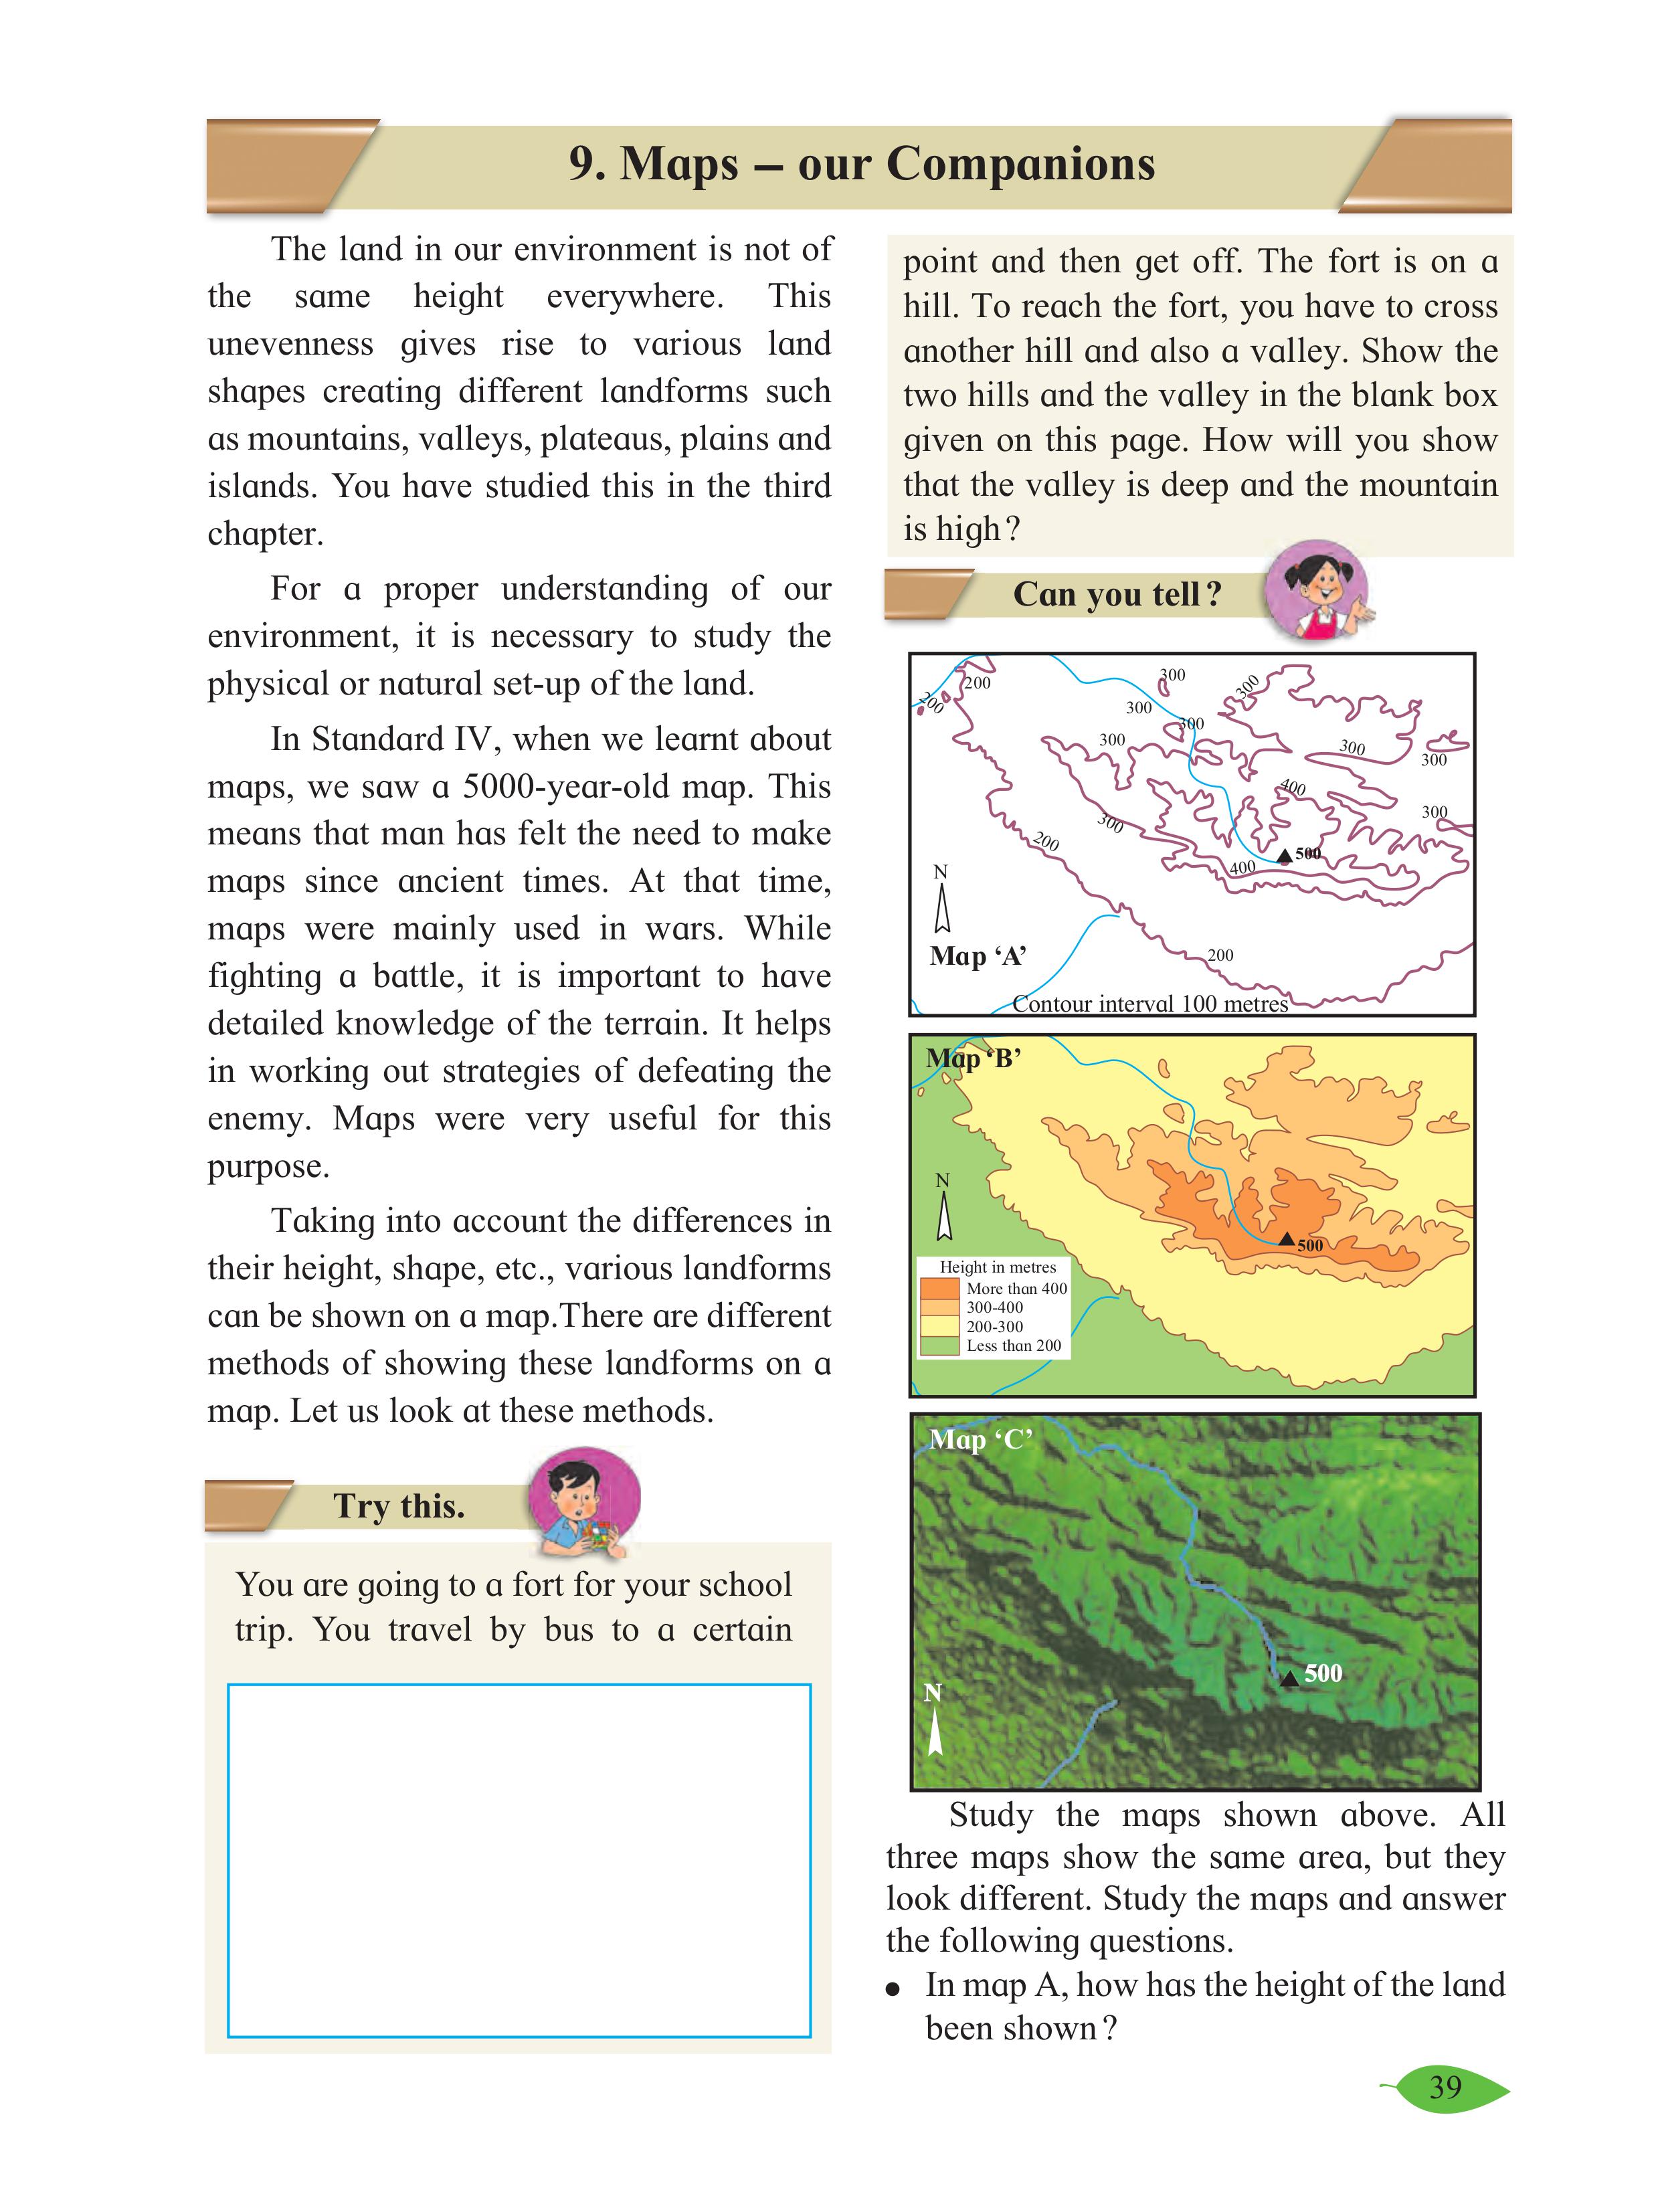 9. Maps – our Companions
The land in our environment is not of
the same height everywhere. This
unevenness gives rise to various land
shapes creating different landforms such
as mountains, valleys, plateaus, plains and
islands. You have studied this in the third
chapter.
For a proper understanding of our
environment, it is necessary to study the
physical or natural set-up of the land.
In Standard IV, when we learnt about
maps, we saw a 5000-year-old map. This
means that man has felt the need to make
maps since ancient times. At that time,
maps were mainly used in wars. While
fighting a battle, it is important to have
detailed knowledge of the terrain. It helps
in working out strategies of defeating the
enemy. Maps were very useful for this
purpose.
Taking into account the differences in
their height, shape, etc., various landforms
can be shown on a map.There are different
methods of showing these landforms on a
map. Let us look at these methods.
Try this.
You are going to a fort for your school
trip. You travel by bus to a certain
point and then get off. The fort is on a
hill. To reach the fort, you have to cross
another hill and also a valley. Show the
two hills and the valley in the blank box
given on this page. How will you show
that the valley is deep and the mountain
is high?
Can you tell?
200
200
300
300
300
300
300
300
300
400
300
300
200
500
400
N
Map ‘A’
200
Contour interval 100 metres
Map ‘B’
N
500
Height in metres
More than 400
300-400
200-300
Less than 200
Map ‘C’
500
N
Study the maps shown above. All
three maps show the same area, but they
look different. Study the maps and answer
the following questions.
• In map A, how has the height of the land
been shown?
39